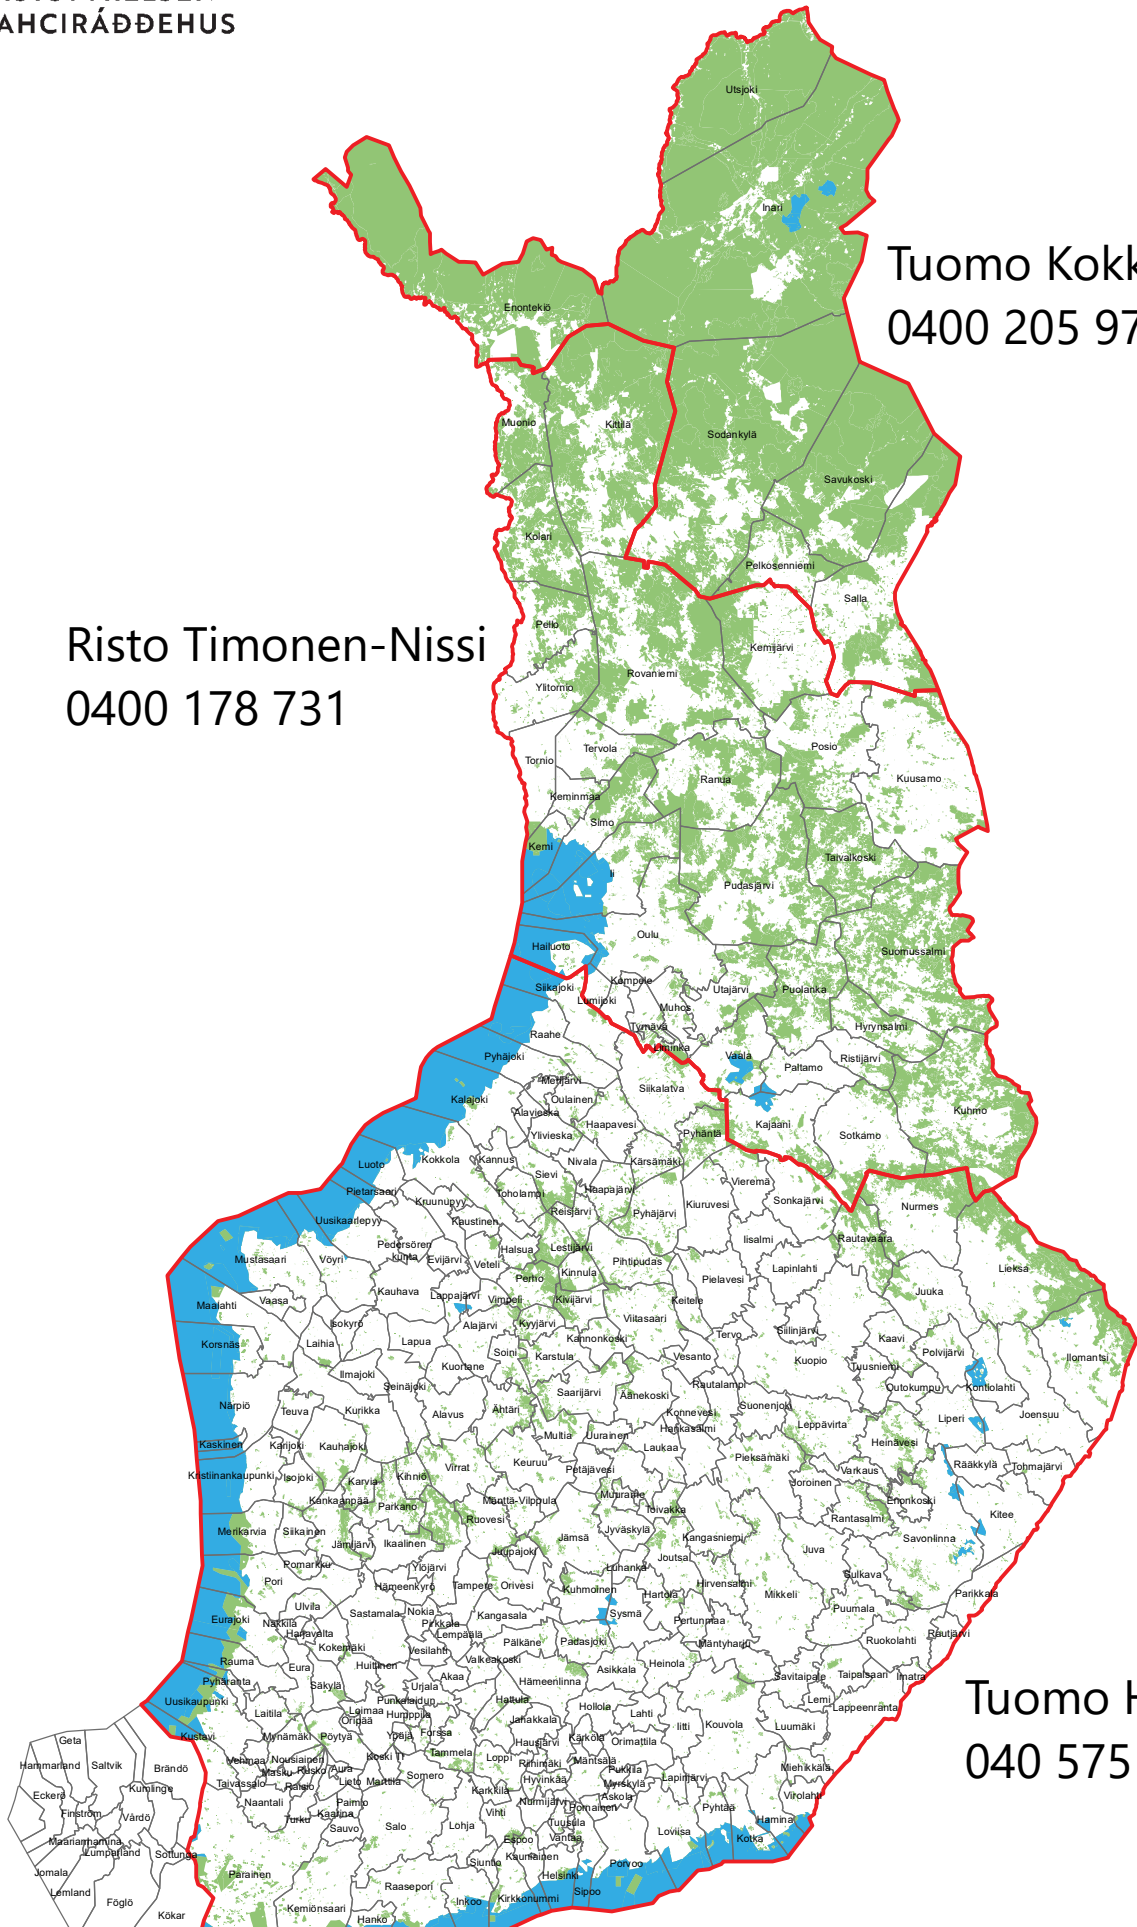 AHCIRÁĐĐEHUS
Utsjoki
Inari
Tuomo
0400 205 97
Enontekiö
Muonio
Kittilä
Sodankylä
Savukoski
Kolari
Pelkosenniemi
Salla
Risto Timonen-Nissi
0400 178 731
Pello
Kemijärvi
Rovaniemi
Ylitornio
Tervola
Posio
Tornio
Ranua
Kuusamo
Keminmaa
Simo
Kemi
Taivalkoski
Ii
Pudasjärvi
Oulu
Hailuoto
Suomussalmi
Siikajoki
Kempele
Utajärvi
Puolanka
Lumijoki
Muhos
Raahe
Tyrnävä
Hyrynsalmi
Liminka
Pyhäjoki
Vaala
Paltamo
Ristijärvi
Merijärvi
Siikalatva
Kalajoki
Oulainen
Alavieska
Haapavesi
Kuhmo
Ylivieska
Pyhäntä
Kajaani
Sotkamo
Luoto
Kokkola
Kannus
Nivala
Kärsämäki
Sievi
Vieremä
Pietarsaari
Kruunupyy
Toholampi
Haapajärvi
Kiuruvesi
Sonkajärvi
Nurmes
Uusikaarlepyy
Kaustinen
Reisjärvi
Pyhäjärvi
Mustasaari
Vöyri
Pedersören
kunta
Evijärvi
Halsua
Lestijärvi
Iisalmi
Rautavaara
Veteli
Pihtipudas
Lapinlahti
Lieksa
Maalahti
Vaasa
Kauhava
Lappajärvi
Perho
Kinnula
Pielavesi
Juuka
Vimpeli
Kivijärvi
Keitele
Isokyrö
Alajärvi
Kyyjärvi
Viitasaari
Korsnäs
Laihia
Lapua
Kannonkoski
Tervo
Siilinjärvi
Kaavi
Soini
Karstula
Vesanto
Kuopio
Polvijärvi
Ilomantsi
Ilmajoki
Kuortane
Tuusniemi
Seinäjoki
Saarijärvi
Äänekoski
Rautalampi
Outokumpu
Kontiolahti
Närpiö
Teuva
Kurikka
Alavus
Ähtäri
Konnevesi
Suonenjoki
Liperi
Joensuu
Leppävirta
Kaskinen
Karijoki
Kauhajoki
Multia
Uurainen
Hankasalmi
Heinävesi
Laukaa
Kristiinankaupunki
Isojoki
Karvia
Kihniö
Virrat
Keuruu
Petäjävesi
Pieksämäki
Varkaus
Rääkkylä
Tohmajärvi
Joroinen
Kankaanpää
Parkano
Mänttä-Vilppula
Muurame
Toivakka
Enonkoski
Ruovesi
Rantasalmi
Kitee
Merikarvia
Siikainen
Jämijärvi
Ikaalinen
Jämsä
Jyväskylä
Kangasniemi
Savonlinna
Juupajoki
Joutsa
Juva
Pomarkku
Ylöjärvi
Luhanka
Sulkava
Pori
Hämeenkyrö
Tampere
Orivesi
Kuhmoinen
Hartola
Hirvensalmi
Mikkeli
Parikkala
Eurajoki
Ulvila
Sastamala
Nokia
Kangasala
Sysmä
Pertunmaa
Puumala
Nakkila
Pirkkala
Rautjärvi
Harjavalta
Lempäälä
Pälkäne
Padasjoki
Mäntyharju
Ruokolahti
Kokemäki
Vesilahti
Rauma
Eura
Huittinen
Valkeakoski
Asikkala
Heinola
Savitaipale
Taipalsaari
Imatra
Pyhäranta
Säkylä
Akaa
Hämeenlinna
Urjala
Uusikaupunki
Punkalaidun
Hattula
Hollola
Lahti
Lemi
Lappeenranta
Tuomo
040 575
Laitila
Loimaa
Humppila
Oripää
Janakkala
Iitti
Kouvola
Luumäki
Kustavi
Mynämäki
Pöytyä
Ypäjä
Forssa
Hausjärvi
Kärkölä
Orimattila
Geta
Vehmaa
Nousiainen
Koski Tl
Tammela
Loppi
Riihimäki
Mäntsälä
Miehikkälä
Hammarland
Saltvik
Brändö
Masku
Rusko
Aura
Pukkila
Taivassalo
Raisio
Lieto
Marttila
Somero
Hyvinkää
Myrskylä
Lapinjärvi
Virolahti
Eckerö
Kumlinge
Naantali
Paimio
Karkkila
Nurmijärvi
Askola
Pornainen
Pyhtää
Finström
Vårdö
Turku
Kaarina
Vihti
Tuusula
Hamina
Sauvo
Salo
Lohja
Loviisa
Maarianhamina
Espoo
Vantaa
Kotka
Lumparland
Sottunga
Kauniainen
Jomala
Siuntio
Porvoo
Parainen
Helsinki
Lemland
Raasepori
Sipoo
Föglö
Inkoo
Kirkkonummi
Kökar
Kemiönsaari
Hanko